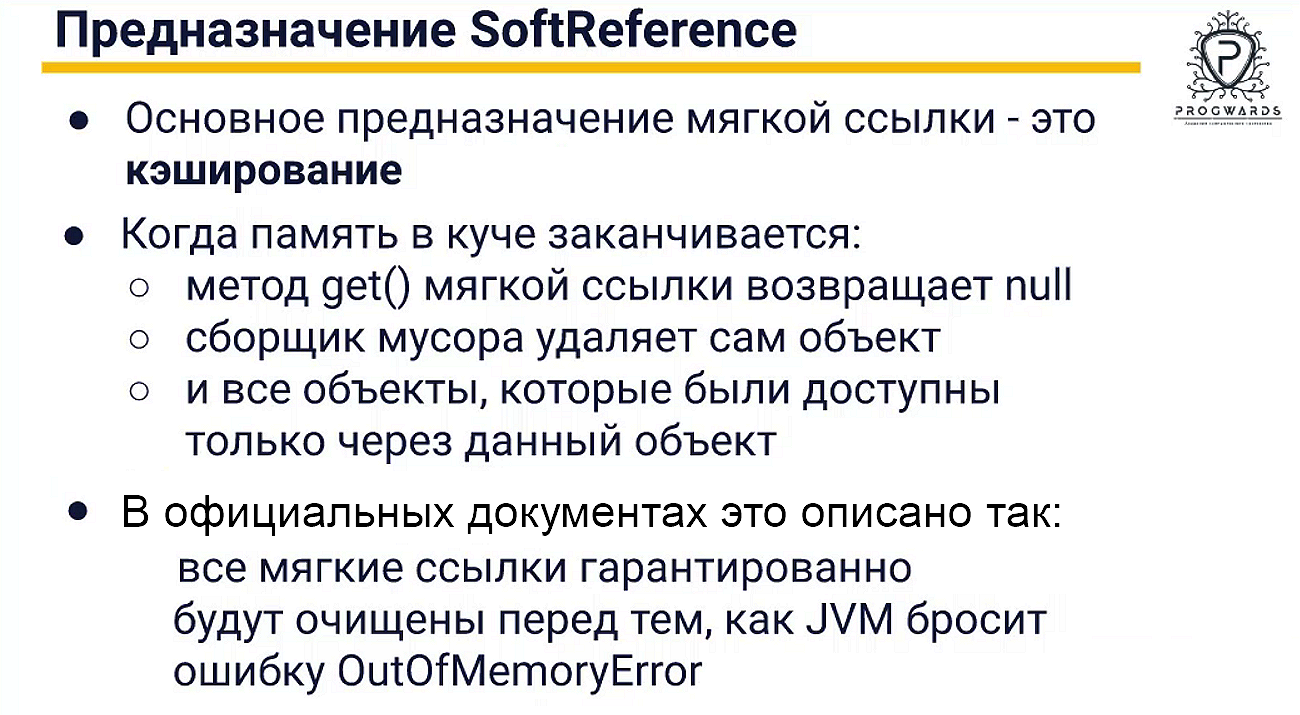 Предназначение SoftReference
PROGWARDS
● Основное предназначение мягкой ссылки - это
кэширование
● Когда память в куче заканчивается:
○ метод get() мягкой ссылки возвращает null
○ сборщик мусора удаляет сам объект
○ и все объекты, которые были доступны
только через данный объект
● В официальных документах это описано так:
все мягкие ссылки гарантированно
будут очищены перед тем, как JVM бросит
ошибку OutOfMemoryError